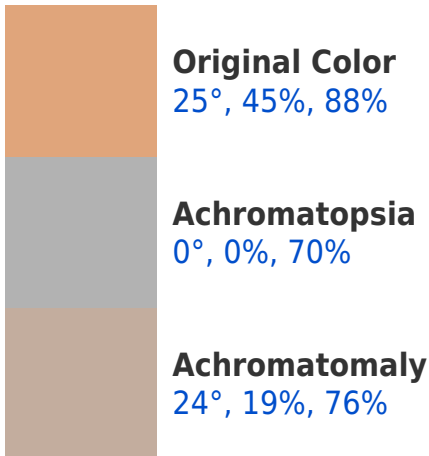 Original Color
25°, 45%, 88%
Achromatopsia
0°, 0%, 70%
Achromatomaly
24°, 19%, 76%